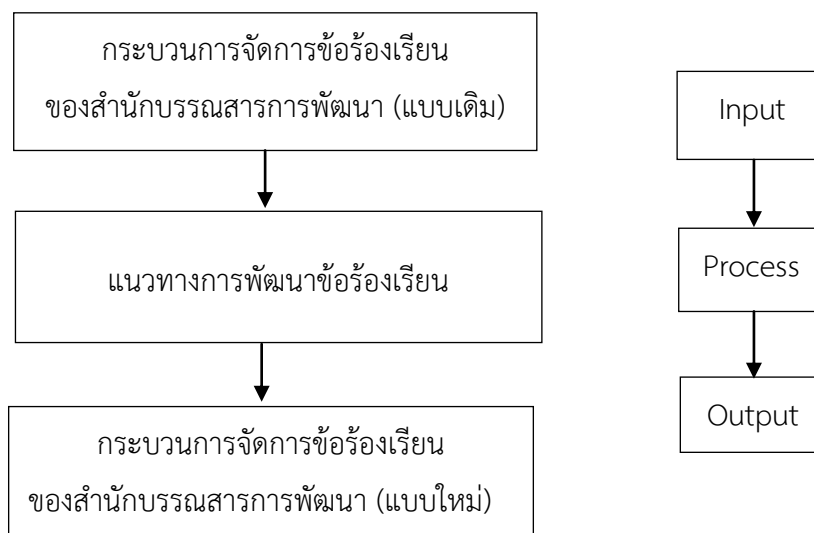 กระบวนการจัดการข้อร้องเรียน
ของสำนักบรรณสารการพัฒนา (แบบเดิม)
แนวทางการพัฒนาข้อร้องเรียน
กระบวนการจัดการข้อร้องเรียน
ของสำนักบรรณสารการพัฒนา (แบบใหม่)
Input
Process
Output